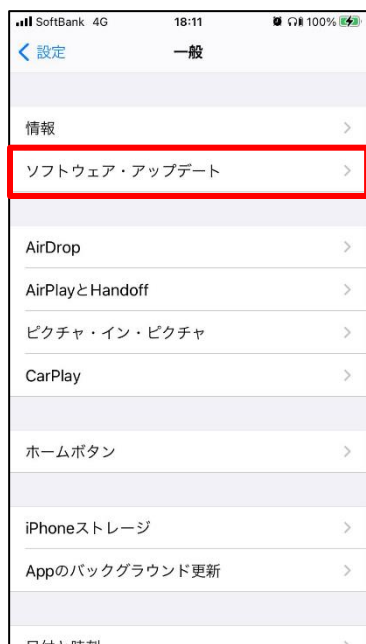 SoftBank 4G 18:11 100%
設定 一般
情報
ソフトウェア・アップデート
AirDrop
AirPlayとHandoff
ピクチャ・イン・ピクチャ
CarPlay
ホームボタン
iPhoneストレージ
Appのバックグラウンド更新